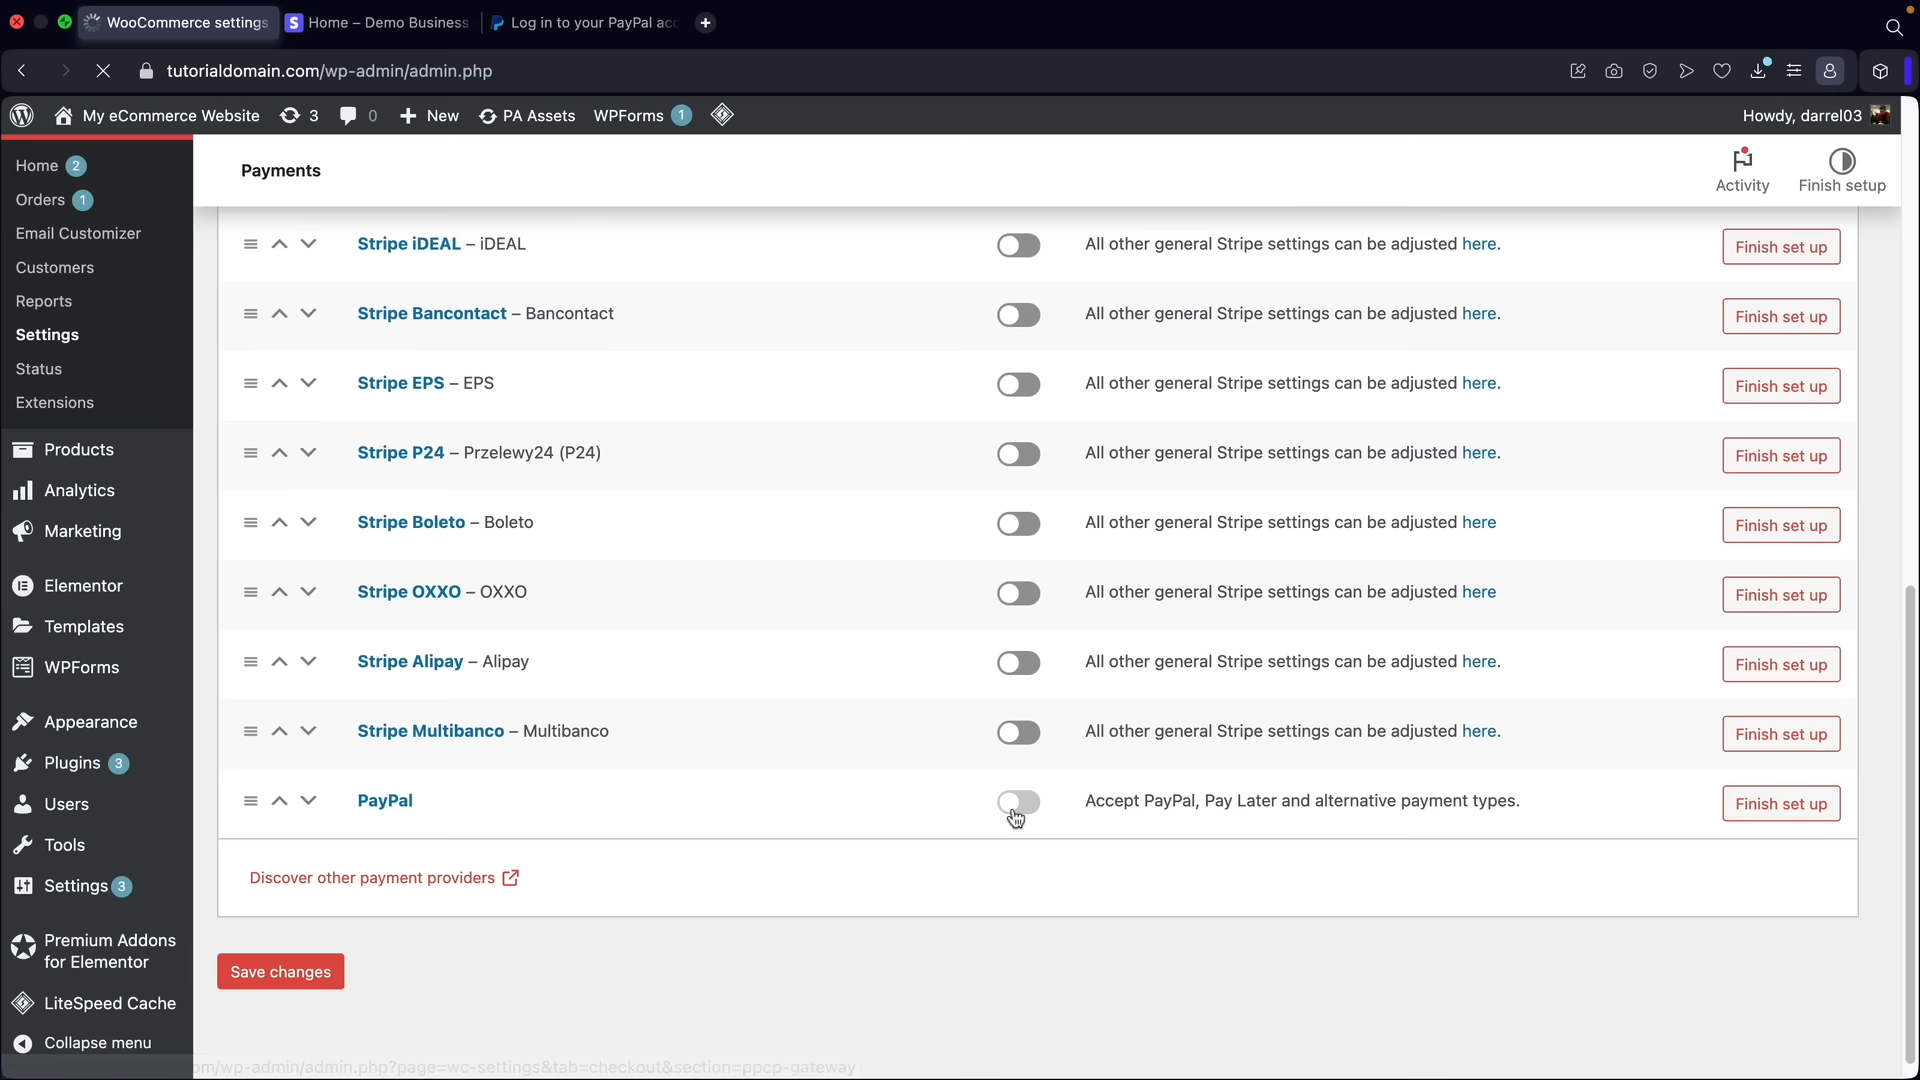 WooCommerce settings
S Home – Demo Business
Log in to your PayPal acc
tutorialdomain.com/wp-admin/admin.php
My eCommerce Website
3
0
New
PA Assets
WPForms 1
Howdy, darrel03
Home 2
Orders 1
Email Customizer
Customers
Reports
Settings
Status
Extensions
Products
Analytics
Marketing
Elementor
Templates
WPForms
Appearance
Plugins 3
Users
Tools
Settings 3
Premium Addons
for Elementor
LiteSpeed Cache
Collapse menu
Payments
Activity
Finish setup
Stripe iDEAL – iDEAL
All other general Stripe settings can be adjusted here.
Finish set up
Stripe Bancontact – Bancontact
All other general Stripe settings can be adjusted here.
Finish set up
Stripe EPS – EPS
All other general Stripe settings can be adjusted here.
Finish set up
Stripe P24 – Przelewy24 (P24)
All other general Stripe settings can be adjusted here.
Finish set up
Stripe Boleto – Boleto
All other general Stripe settings can be adjusted here
Finish set up
Stripe OXXO – OXXO
All other general Stripe settings can be adjusted here
Finish set up
Stripe Alipay – Alipay
All other general Stripe settings can be adjusted here.
Finish set up
Stripe Multibanco – Multibanco
All other general Stripe settings can be adjusted here.
Finish set up
PayPal
Accept PayPal, Pay Later and alternative payment types.
Finish set up
Discover other payment providers
Save changes
om/wp-admin/admin.php?page=wc-settings&tab=checkout&section=ppcp-gateway